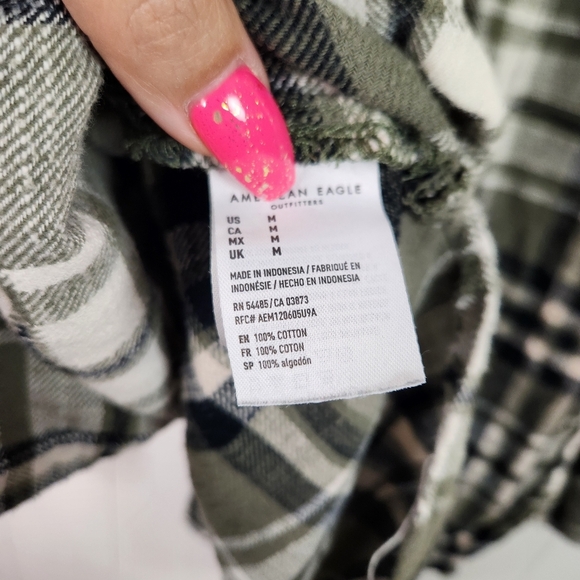 AMERICAN EAGLE
OUTFITTERS
US M
CA M
MX M
UK M
MADE IN INDONESIA / FABRIQUÉ EN
INDONÉSIE / HECHO EN INDONESIA
RN 54485/CA 03873
RFC# AEM120605U9A
EN 100% COTTON
FR 100% COTON
SP 100% algodón